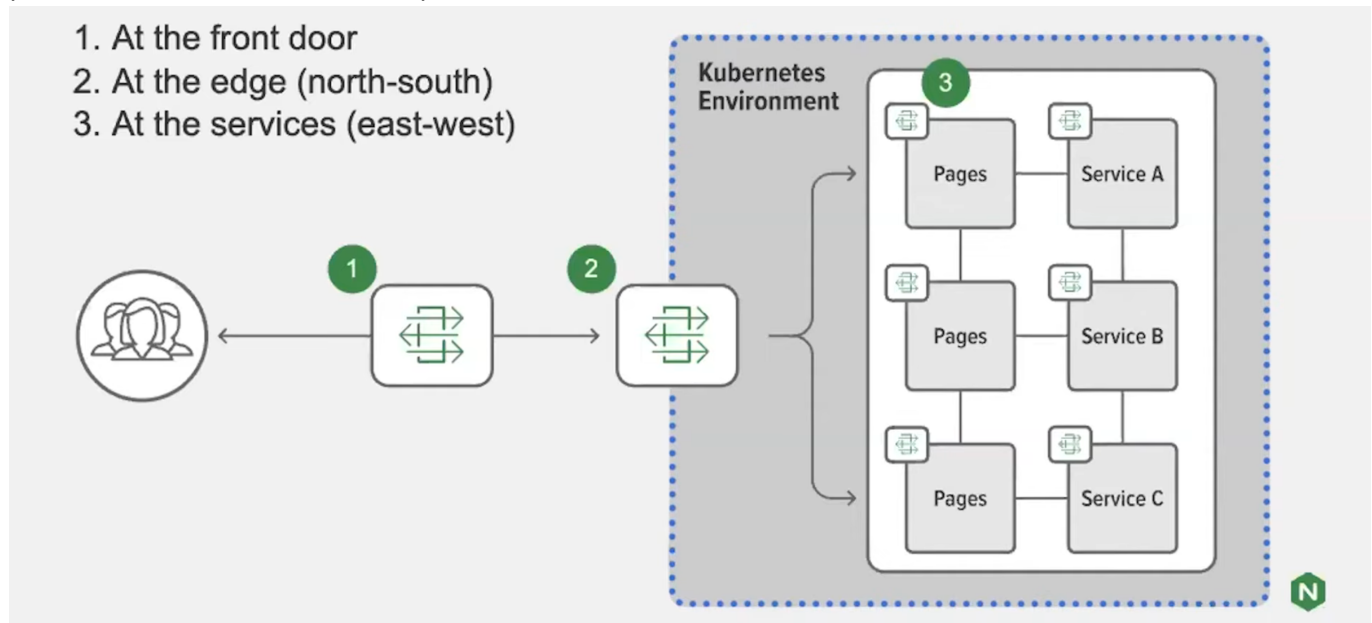 1. At the front door
2. At the edge (north-south)
3. At the services (east-west)
Kubernetes
Environment
3
Pages
Service A
1
2
Pages
Service B
Pages
Service C
N